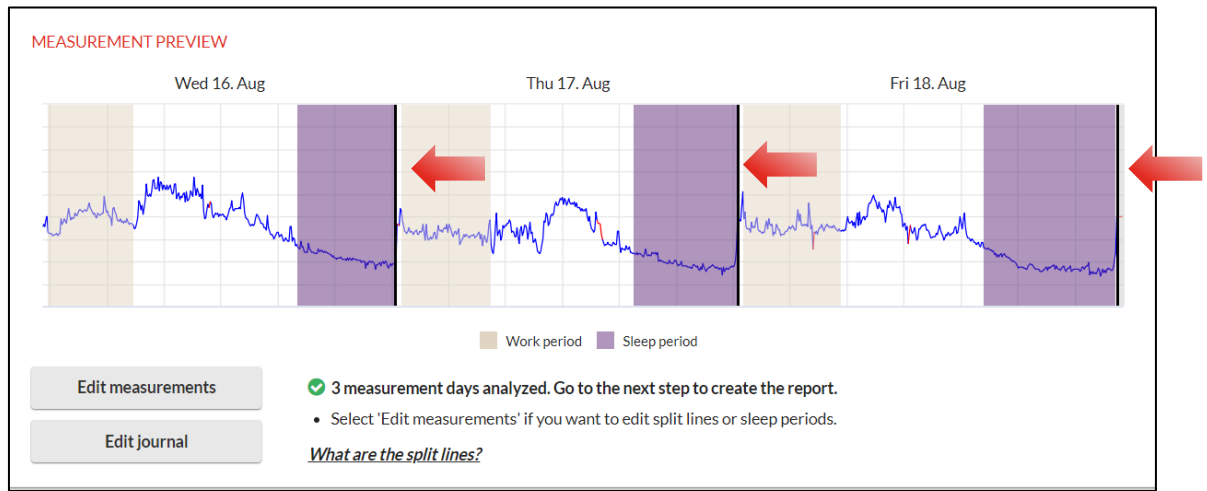 MEASUREMENT PREVIEW
Wed 16. Aug
Thu 17. Aug
Fri 18. Aug
Work period
Sleep period
Edit measurements
Edit journal
3 measurement days analyzed. Go to the next step to create the report.
• Select 'Edit measurements' if you want to edit split lines or sleep periods.
What are the split lines?